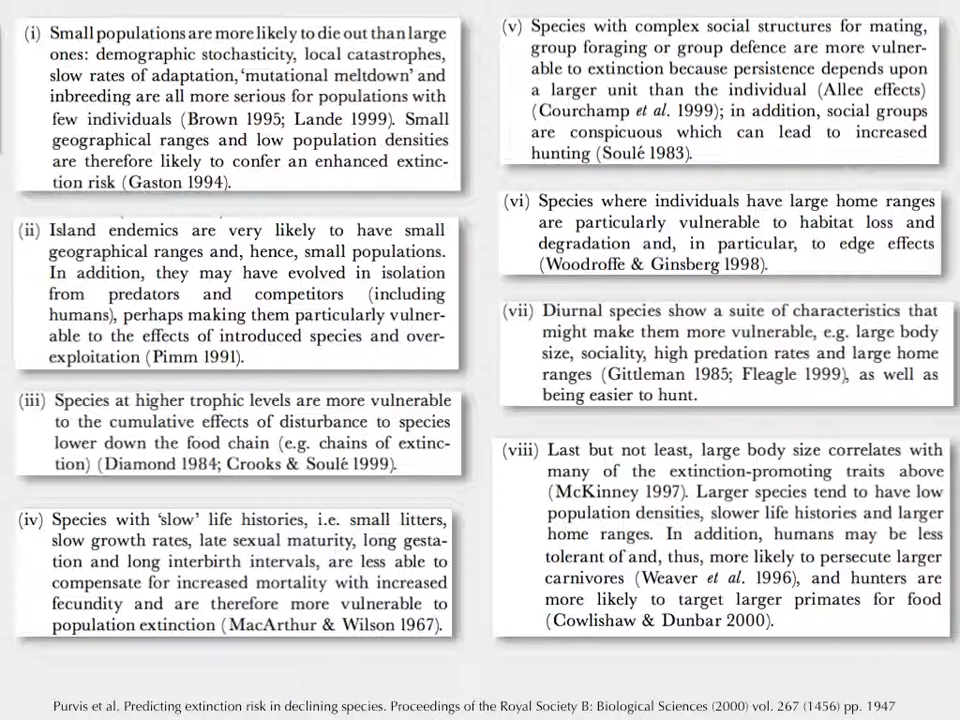 (i) Small populations are more likely to die out than large
ones: demographic stochasticity, local catastrophes,
slow rates of adaptation, 'mutational meltdown' and
inbreeding are all more serious for populations with
few individuals (Brown 1995; Lande 1999). Small
geographical ranges and low population densities
are therefore likely to confer an enhanced extinc-
tion risk (Gaston 1994).
(ii) Island endemics are very likely to have small
geographical ranges and, hence, small populations.
In addition, they may have evolved in isolation
from predators and competitors (including
humans), perhaps making them particularly vulner-
able to the effects of introduced species and over-
exploitation (Pimm 1991).
(iii) Species at higher trophic levels are more vulnerable
to the cumulative effects of disturbance to species
lower down the food chain (e.g. chains of extinc-
tion) (Diamond 1984; Crooks & Soulé 1999).
(iv) Species with 'slow' life histories, i.e. small litters,
slow growth rates, late sexual maturity, long gesta-
tion and long interbirth intervals, are less able to
compensate for increased mortality with increased
fecundity and are therefore more vulnerable to
population extinction (MacArthur & Wilson 1967).
(v) Species with complex social structures for mating,
group foraging or group defence are more vulner-
able to extinction because persistence depends upon
a larger unit than the individual (Allee effects)
(Courchamp et al. 1999); in addition, social groups
are conspicuous which can lead to increased
hunting (Soulé 1983).
(vi) Species where individuals have large home ranges
are particularly vulnerable to habitat loss and
degradation and, in particular, to edge effects
(Woodroffe & Ginsberg 1998).
(vii) Diurnal species show a suite of characteristics that
might make them more vulnerable, e.g. large body
size, sociality, high predation rates and large home
ranges (Gittleman 1985; Fleagle 1999), as well as
being easier to hunt.
(viii) Last but not least, large body size correlates with
many of the extinction-promoting traits above
(McKinney 1997). Larger species tend to have low
population densities, slower life histories and larger
home ranges. In addition, humans may be less
tolerant of and, thus, more likely to persecute larger
carnivores (Weaver et al. 1996), and hunters are
more likely to target larger primates for food
(Cowlishaw & Dunbar 2000).
Purvis et al. Predicting extinction risk in declining species. Proceedings of the Royal Society B: Biological Sciences (2000) vol. 267 (1456) pp. 1947